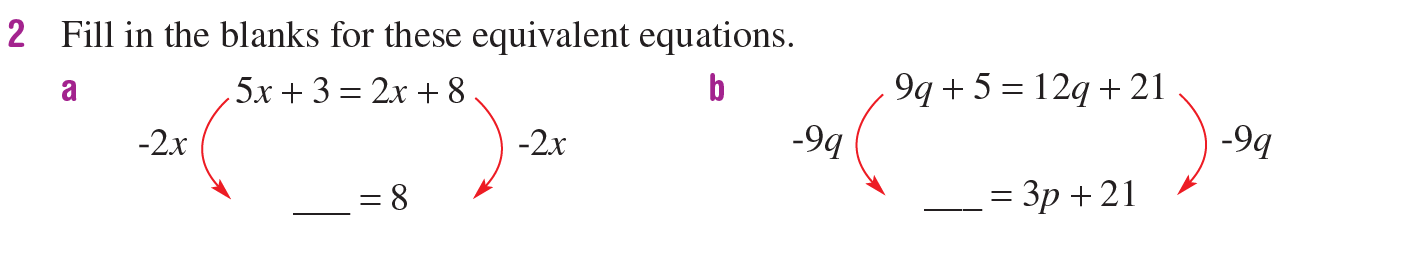 2 Fill in the blanks for these equivalent equations.
a 5x + 3 = 2x + 8
-2x -2x
___ = 8
b 9q + 5 = 12q + 21
-9q -9q
___ = 3p + 21